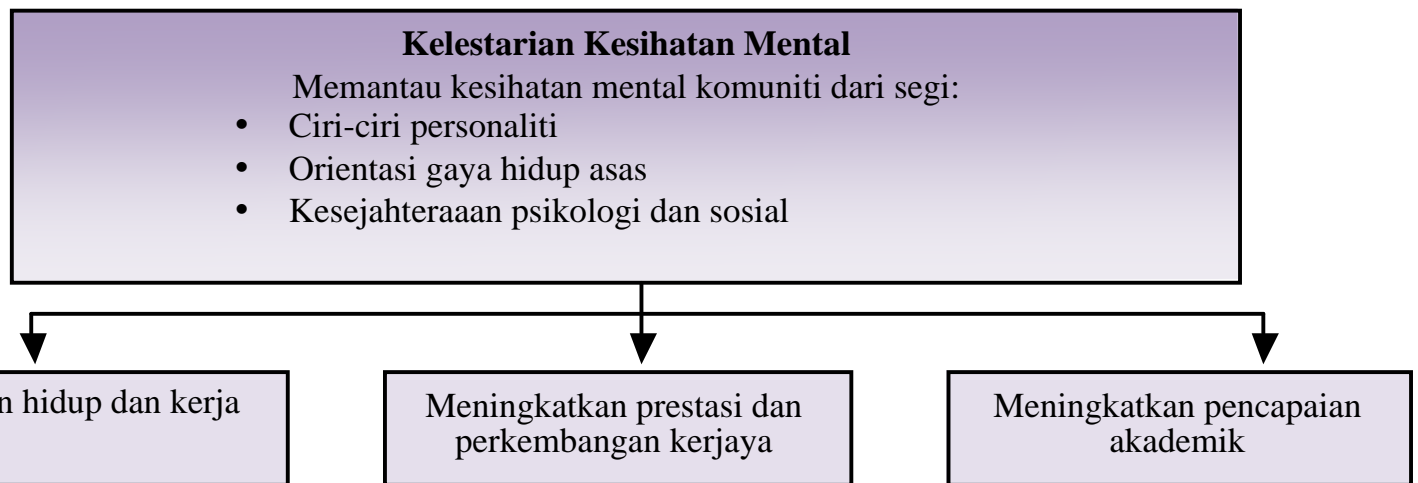 Kelestarian Kesihatan Mental
Memantau kesihatan mental komuniti dari segi:
• Ciri-ciri personaliti
• Orientasi gaya hidup asas
• Kesejahteraaan psikologi dan sosial
hidup dan kerja
Meningkatkan prestasi dan
perkembangan kerjaya
Meningkatkan pencapaian
akademik